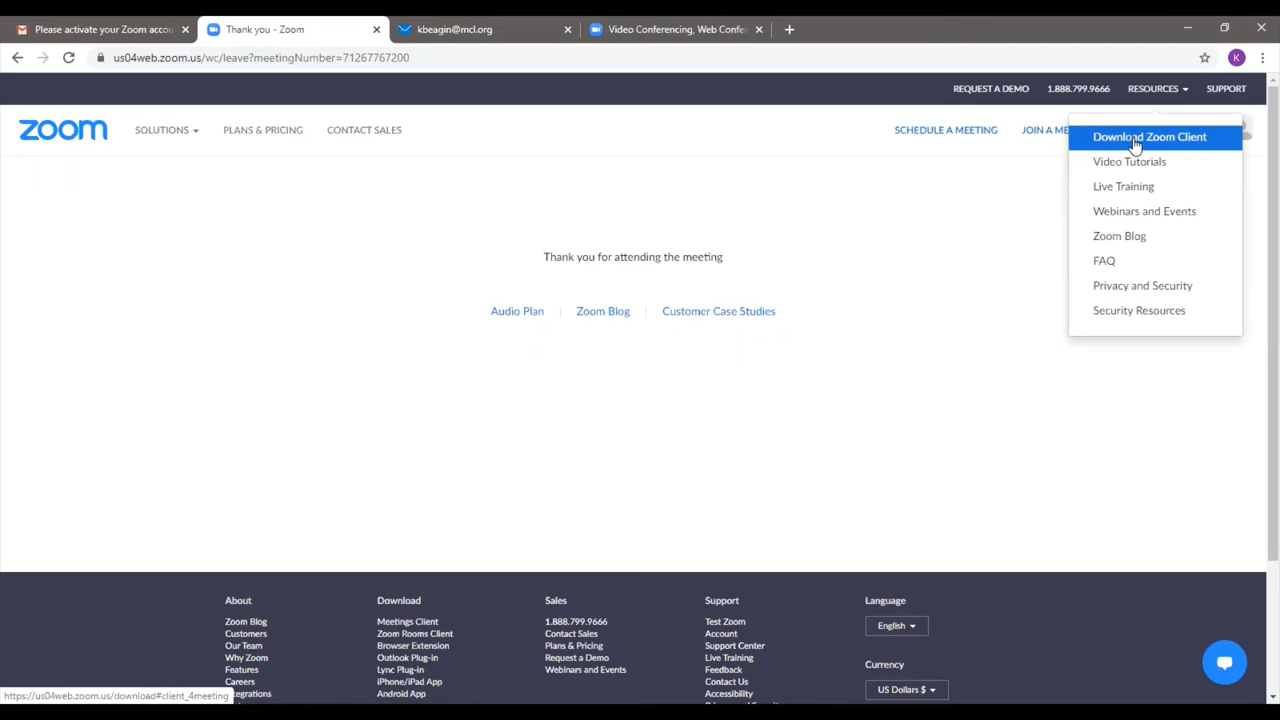 Please activate your Zoom accou
Thank you - Zoom
kbeagin@mcl.org
Video Conferencing, Web Confer
us04web.zoom.us/wc/leave?meetingNumber=71267767200
K
REQUEST A DEMO 1.888.799.9666 RESOURCES SUPPORT
zoom SOLUTIONS PLANS & PRICING CONTACT SALES SCHEDULE A MEETING JOIN A ME
Download Zoom Client
Video Tutorials
Live Training
Webinars and Events
Zoom Blog
FAQ
Privacy and Security
Security Resources
Thank you for attending the meeting
Audio Plan | Zoom Blog | Customer Case Studies
About
Zoom Blog
Customers
Our Team
Why Zoom
Features
Careers
ntegrations
Download
Meetings Client
Zoom Rooms Client
Browser Extension
Outlook Plug-in
Lync Plug-in
iPhone/iPad App
Android App
Sales
1.888.799.9666
Contact Sales
Plans & Pricing
Request a Demo
Webinars and Events
Support
Test Zoom
Account
Support Center
Live Training
Feedback
Contact Us
Accessibility
Language
English
Currency
US Dollars $
https://us04web.zoom.us/download#client_4meeting